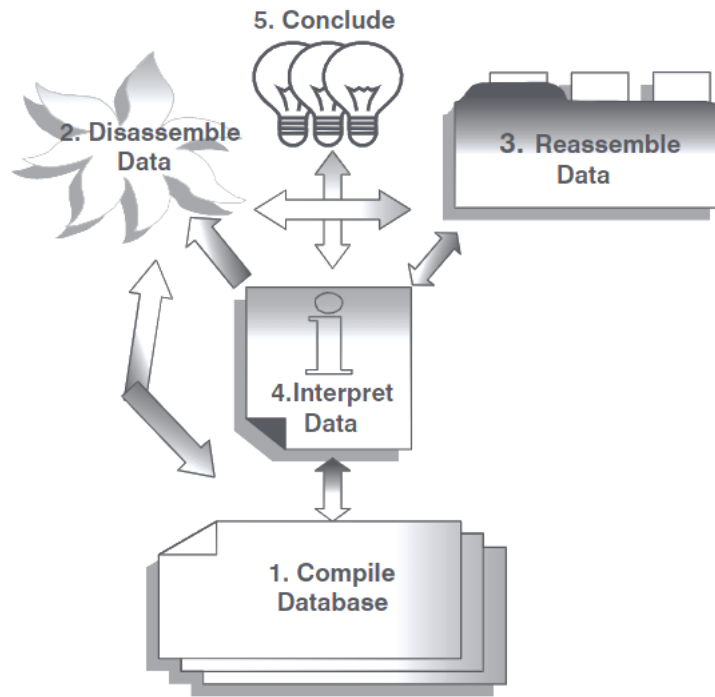 5. Conclude
2. Disassemble
Data
3. Reassemble
Data
i
4.Interpret
Data
1. Compile
Database